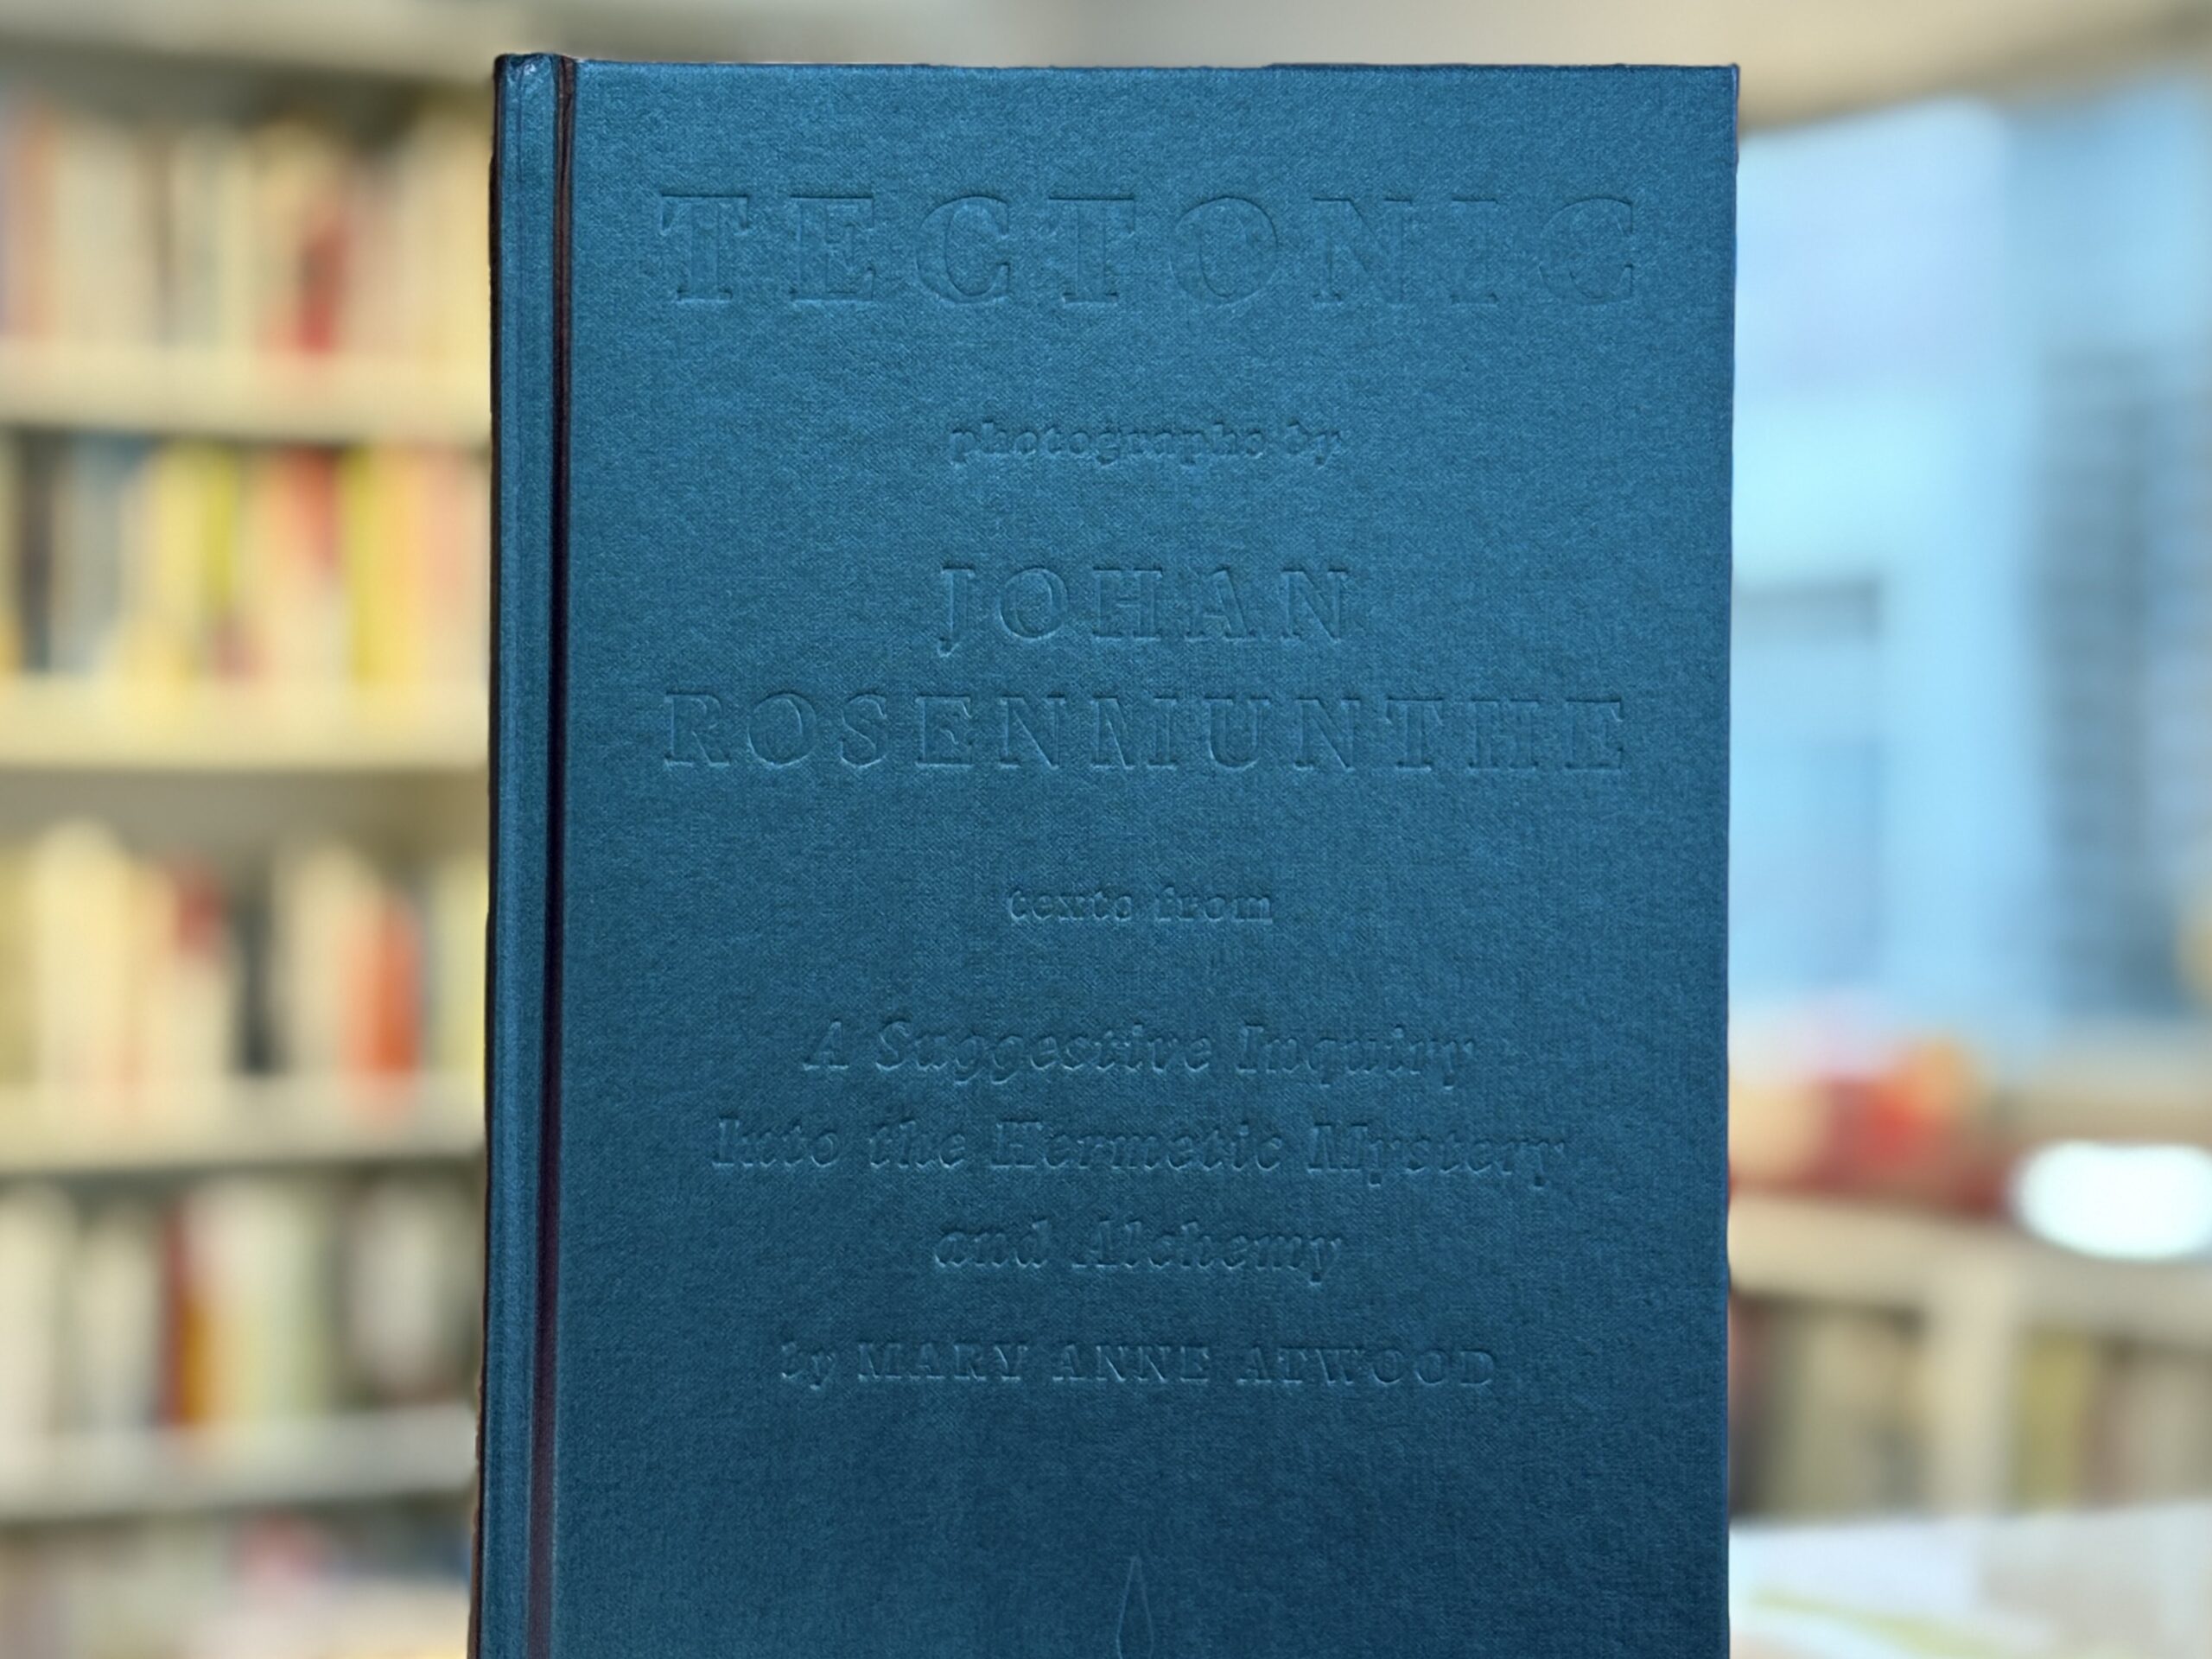 TECTONIC
photographs by
JOHAN
ROSENMUNTHE
texts from
A Suggestive Inquiry
Into the Hermetic Mystery
and Alchemy
by MARY ANNE ATWOOD